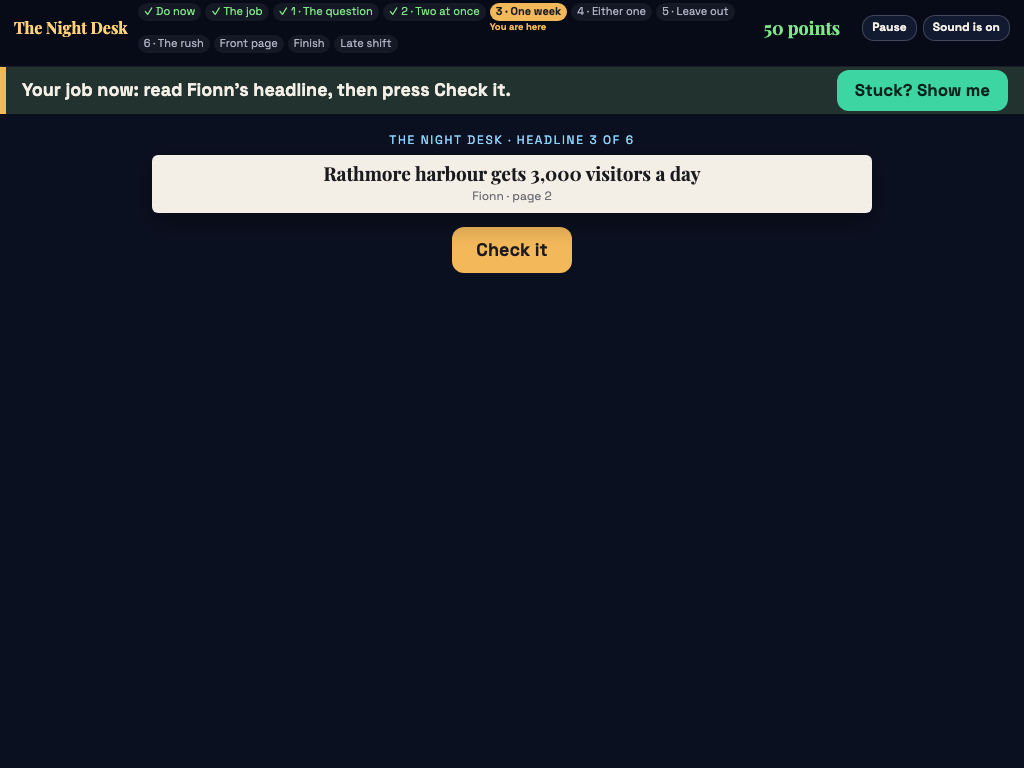 The Night Desk
✓ Do now
✓ The job
✓ 1 · The question
✓ 2 · Two at once
3 · One week
You are here
4 · Either one
5 · Leave out
6 · The rush
Front page
Finish
Late shift
50 points
Pause
Sound is on
Your job now: read Fionn's headline, then press Check it.
Stuck? Show me
THE NIGHT DESK · HEADLINE 3 OF 6
Rathmore harbour gets 3,000 visitors a day
Fionn · page 2
Check it